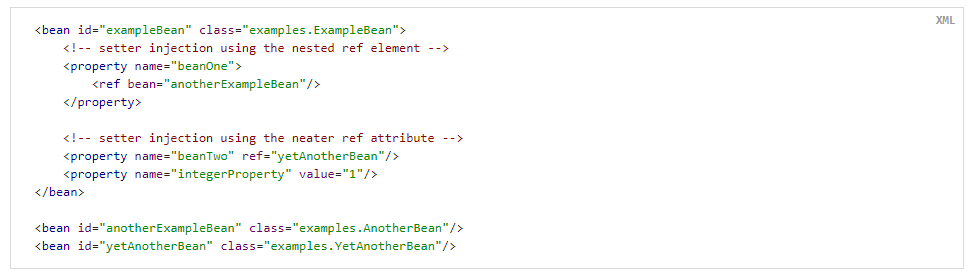 XML
<bean id="exampleBean" class="examples.ExampleBean">
    <!-- setter injection using the nested ref element -->
    <property name="beanOne">
        <ref bean="anotherExampleBean"/>
    </property>

    <!-- setter injection using the neater ref attribute -->
    <property name="beanTwo" ref="yetAnotherBean"/>
    <property name="integerProperty" value="1"/>
</bean>

<bean id="anotherExampleBean" class="examples.AnotherBean"/>
<bean id="yetAnotherBean" class="examples.YetAnotherBean"/>